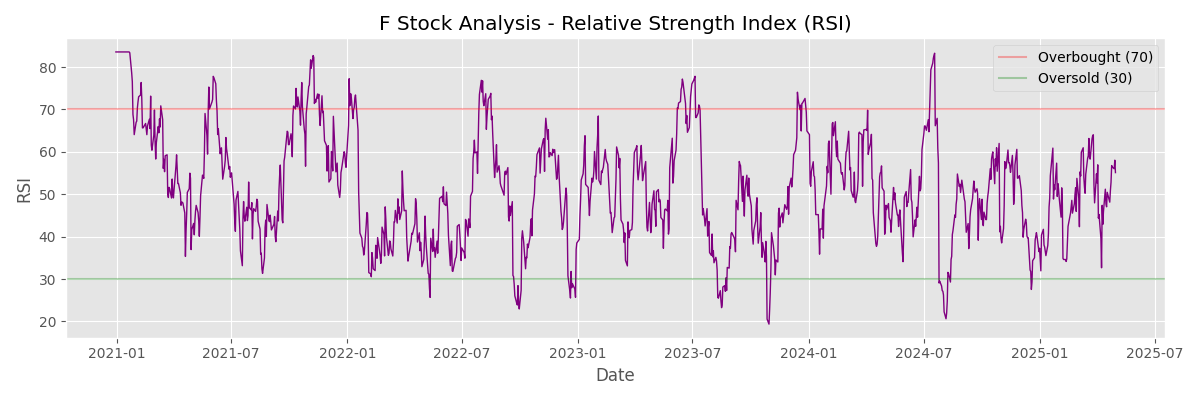 F Stock Analysis - Relative Strength Index (RSI)
Overbought (70)
Oversold (30)
RSI
80
70
60
50
40
30
20
2021-01 2021-07 2022-01 2022-07 2023-01 2023-07 2024-01 2024-07 2025-01 2025-07
Date